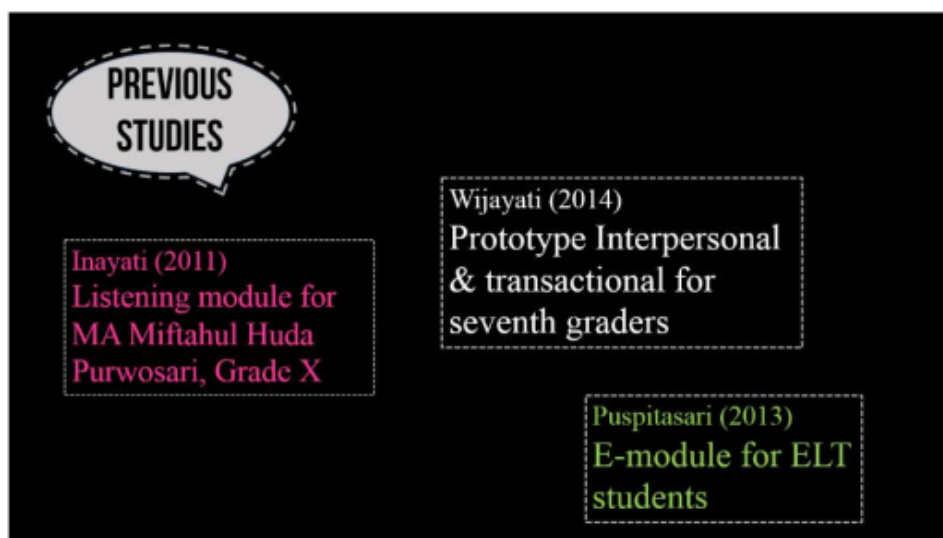 PREVIOUS
STUDIES
Inayati (2011)
Listening module for
MA Miftahul Huda
Purwosari, Grade X
Wijayati (2014)
Prototype Interpersonal
& transactional for
seventh graders
Puspitasari (2013)
E-module for ELT
students